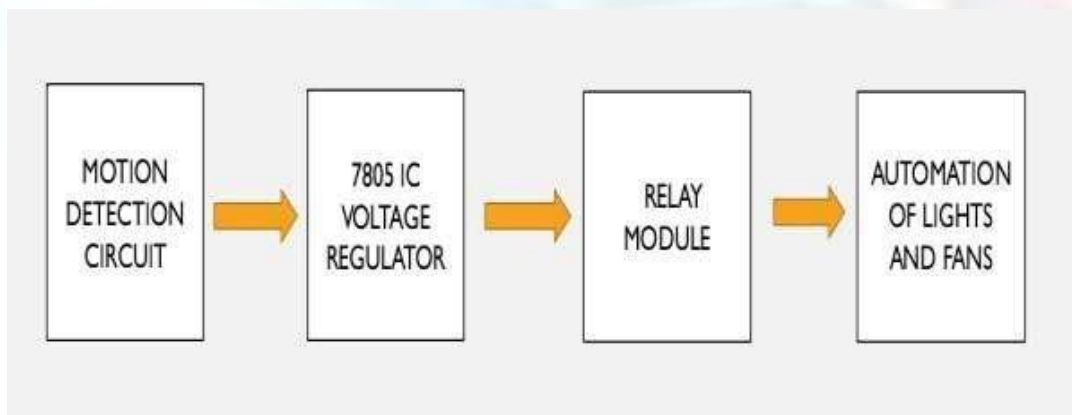 MOTION
DETECTION
CIRCUIT
7805 IC
VOLTAGE
REGULATOR
RELAY
MODULE
AUTOMATION
OF LIGHTS
AND FANS